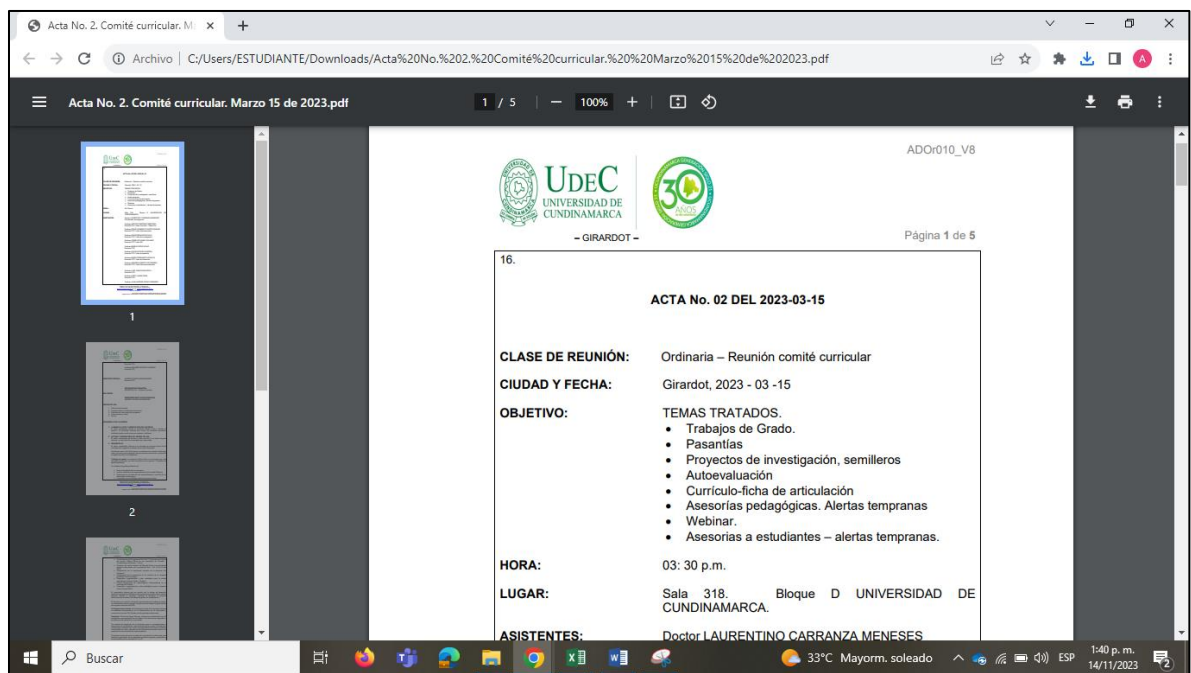 Acta No. 2. Comité curricular. M
Archivo | C:/Users/ESTUDIANTE/Downloads/Acta%20No.%202.%20Comité%20curricular.%20%20Marzo%2015%20de%202023.pdf
A
Acta No. 2. Comité curricular. Marzo 15 de 2023.pdf
1 / 5
100%
1
2
ADOr010_V8
UDEC
UNIVERSIDAD DE
CUNDINAMARCA
30
AÑOS
– GIRARDOT –
Página 1 de 5
16.
ACTA No. 02 DEL 2023-03-15
CLASE DE REUNIÓN: Ordinaria – Reunión comité curricular
CIUDAD Y FECHA: Girardot, 2023 - 03 -15
OBJETIVO: TEMAS TRATADOS.
• Trabajos de Grado.
• Pasantías
• Proyectos de investigación, semilleros
• Autoevaluación
• Currículo-ficha de articulación
• Asesorías pedagógicas. Alertas tempranas
• Webinar.
• Asesorias a estudiantes – alertas tempranas.
HORA: 03: 30 p.m.
LUGAR: Sala 318. Bloque D UNIVERSIDAD DE
CUNDINAMARCA.
ASISTENTES: Doctor LAURENTINO CARRANZA MENESES
Buscar
33°C Mayorm. soleado
ESP
1:40 p. m.
14/11/2023
2